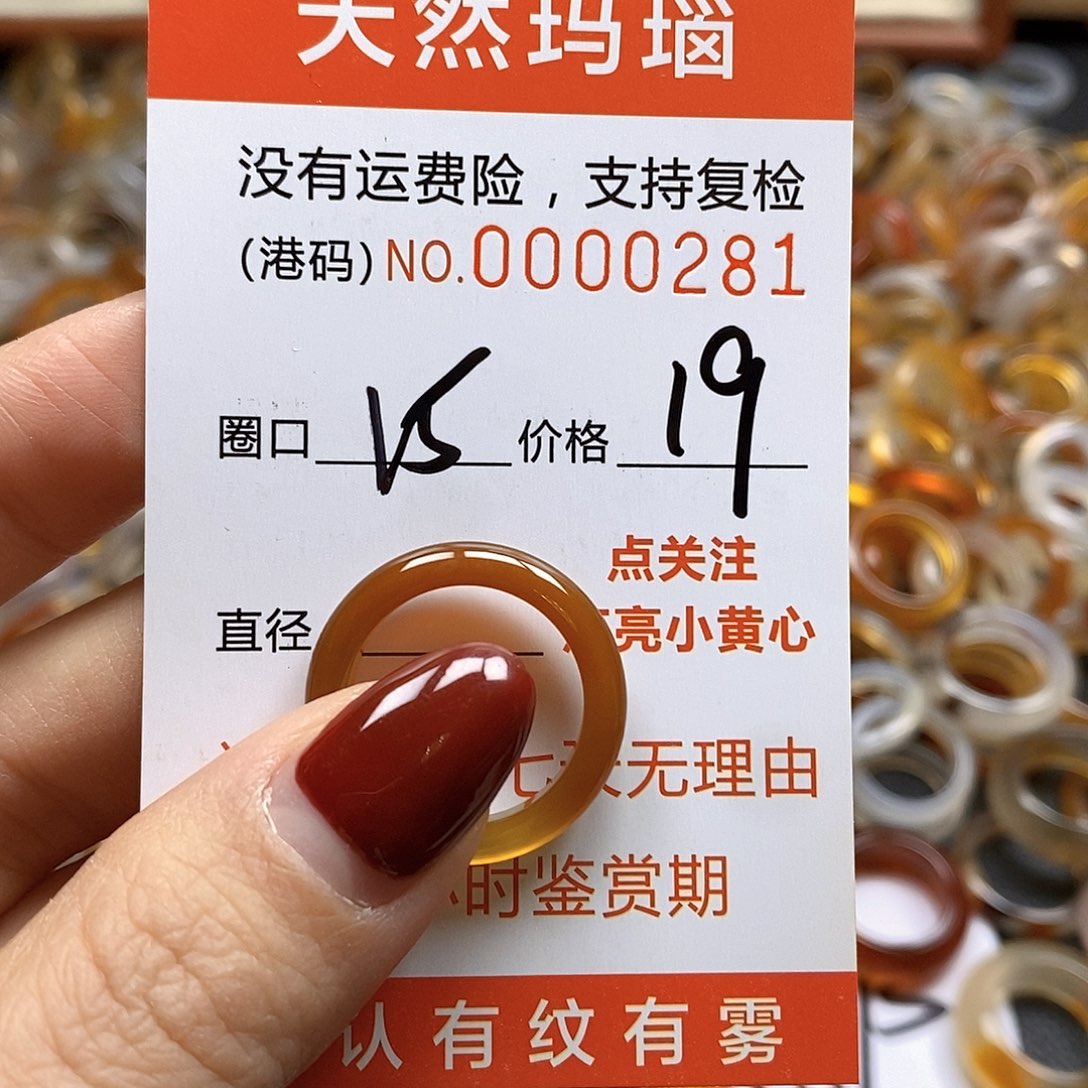 天然玛瑙
没有运费险，支持复检
(港码) NO.0000281
圈口 15 价格 19
点关注
直径 亮小黄心
七天无理由
时鉴赏期
认有纹有雾